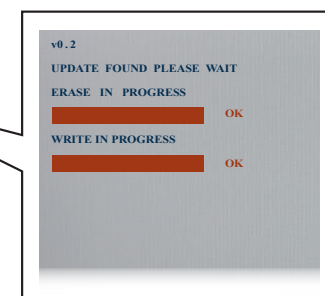 v0.2
UPDATE FOUND PLEASE WAIT
ERASE IN PROGRESS
OK
WRITE IN PROGRESS
OK